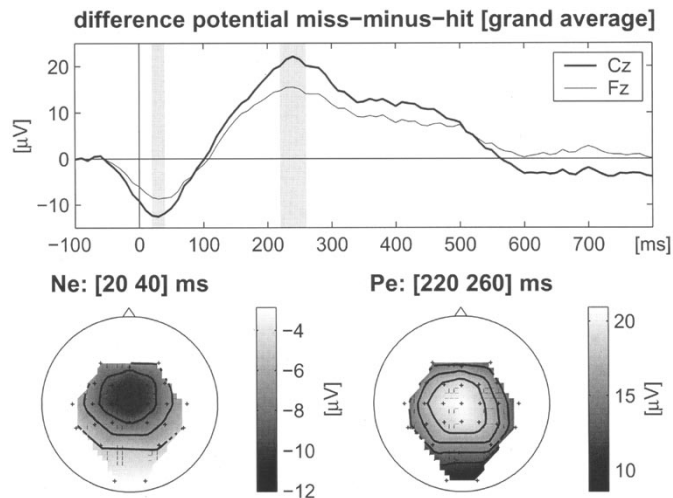 difference potential miss−minus−hit [grand average]
20
10
0
−10
[μV]
Cz
Fz
−100 0 100 200 300 400 500 600 700 [ms]
Ne: [20 40] ms
−4
−6
−8
−10
−12
[μV]
Pe: [220 260] ms
20
15
10
[μV]